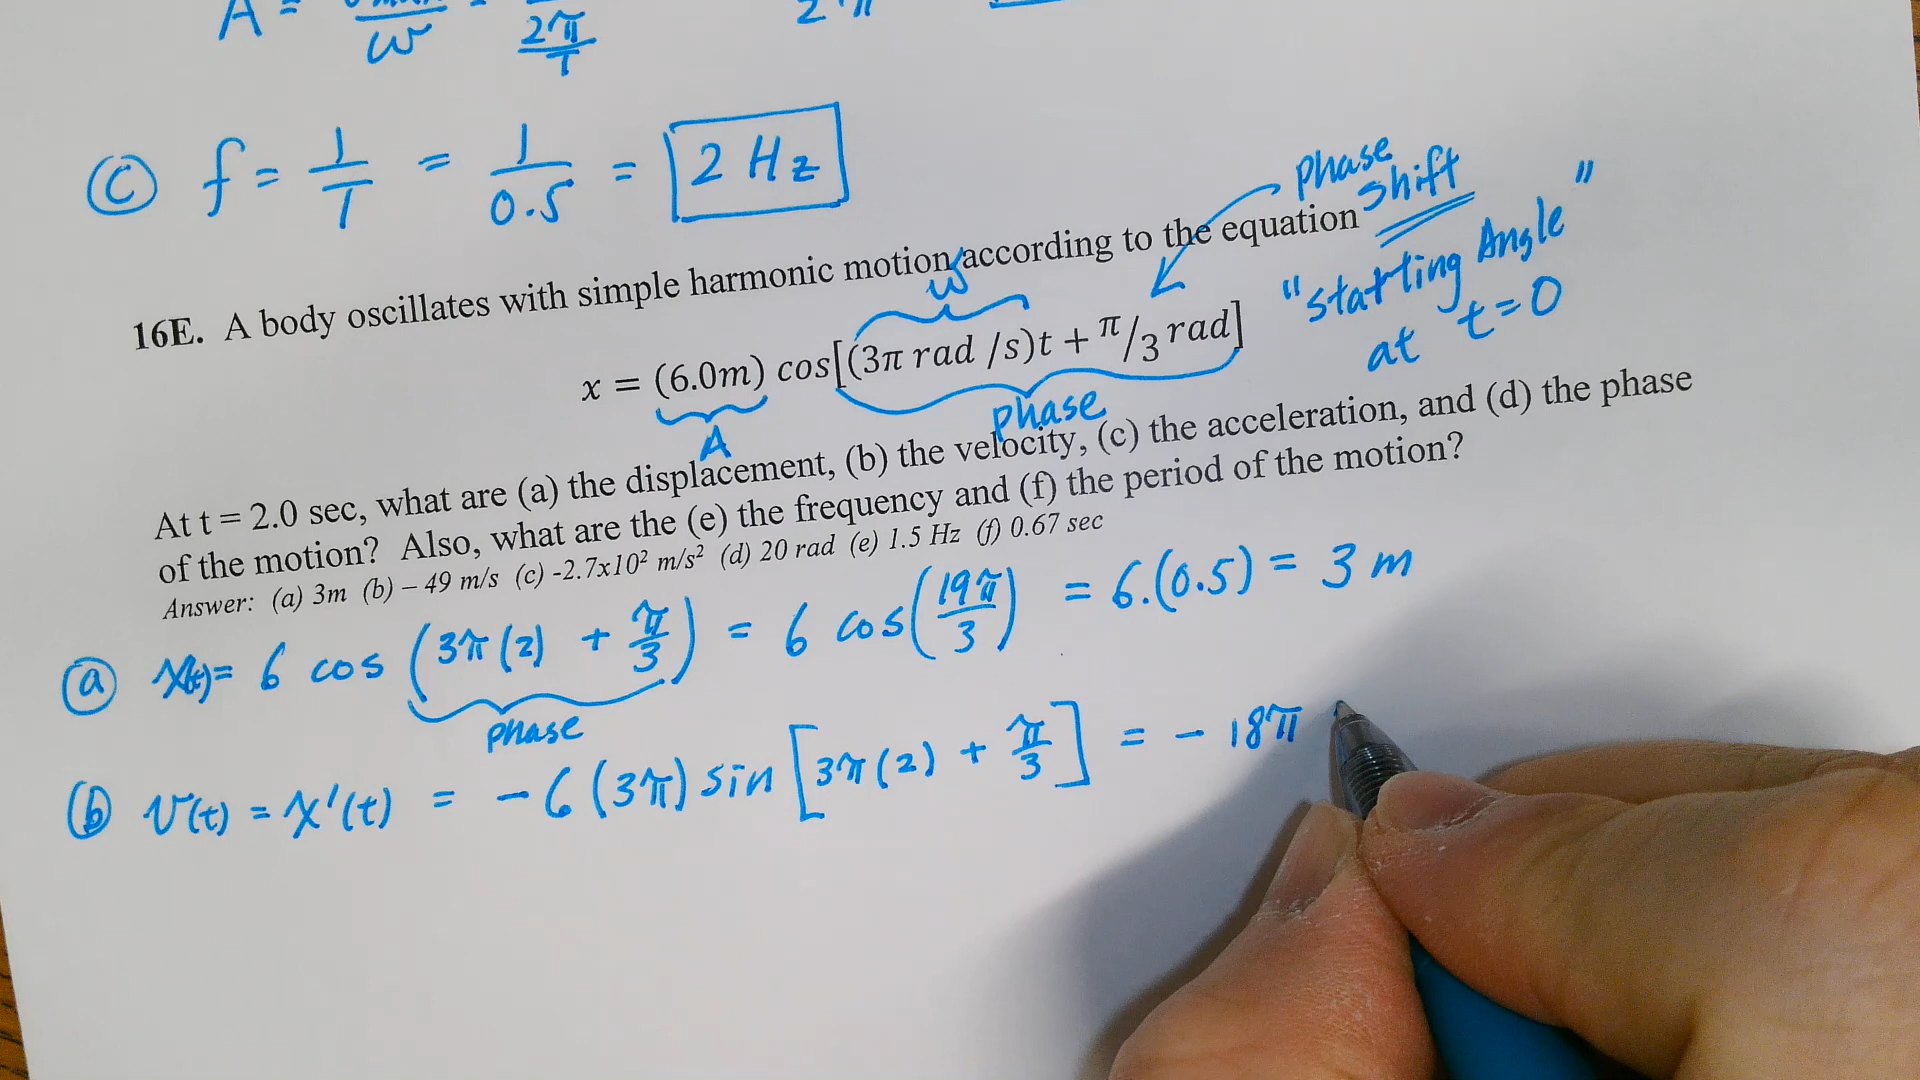 A =
ω
2π
T
2π
ⓒ f = 1/T = 1/0.5 = 2 Hz
phase shift
"starting Angle"
at t=0
16E. A body oscillates with simple harmonic motion according to the equation
ω
x = (6.0m) cos[(3π rad /s)t + π/3 rad]
A
phase
At t = 2.0 sec, what are (a) the displacement, (b) the velocity, (c) the acceleration, and (d) the phase
of the motion? Also, what are the (e) the frequency and (f) the period of the motion?
Answer: (a) 3m (b) – 49 m/s (c) -2.7x10² m/s² (d) 20 rad (e) 1.5 Hz (f) 0.67 sec
ⓐ x(t)= 6 cos (3π(2) + π/3) = 6 cos(19π/3) = 6.(0.5) = 3 m
phase
ⓑ v(t) = x'(t) = -6(3π) sin [3π(2) + π/3] = - 18π